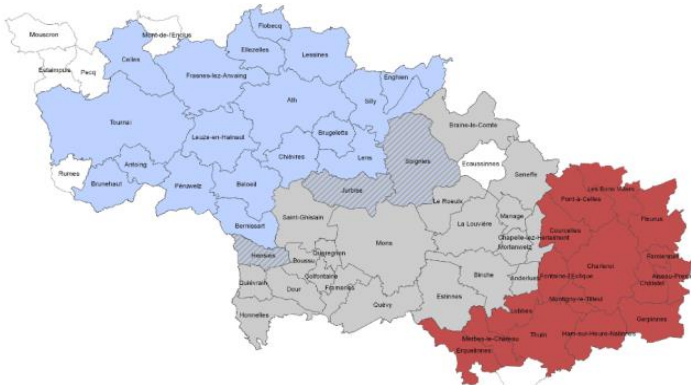 Mouscron
Mont-de-l'Enclus
Estaimpuis
Pecq
Celles
Flobecq
Ellezelles
Lessines
Frasnes-lez-Anvaing
Enghien
Silly
Ath
Tournai
Leuze-en-Hainaut
Brugelette
Chièvres
Lens
Soignies
Braine-le-Comte
Ecaussinnes
Seneffe
Rumes
Brunehaut
Antoing
Péruwelz
Beloeil
Bernissart
Jurbise
Saint-Ghislain
Le Roeulx
La Louvière
Manage
Chapelle-lez-Herlaimont
Morlanwelz
Mons
Hensies
Quiévrain
Boussu
Quaregnon
Colfontaine
Dour
Frameries
Honnelles
Quévy
Estinnes
Binche
Anderlues
Les Bons Villers
Pont-à-Celles
Fleurus
Courcelles
Charleroi
Fontaine-l'Evêque
Farciennes
Châtelet
Montigny-le-Tilleul
Gerpinnes
Lobbes
Thuin
Ham-sur-Heure-Nalinnes
Merbes-le-Château
Erquelinnes